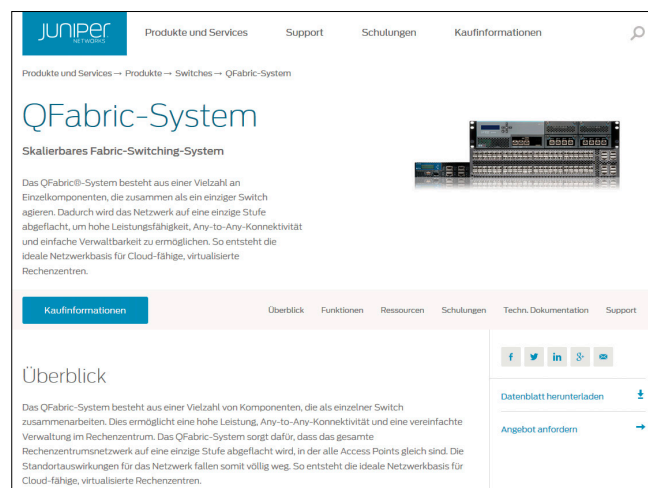 JUNIPER
NETWORKS
Produkte und Services
Support
Schulungen
Kaufinformationen
Produkte und Services → Produkte → Switches → QFabric-System
QFabric-System
Skalierbares Fabric-Switching-System
Das QFabric®-System besteht aus einer Vielzahl an
Einzelkomponenten, die zusammen als ein einziger Switch
agieren. Dadurch wird das Netzwerk auf eine einzige Stufe
abgeflacht, um hohe Leistungsfähigkeit, Any-to-Any-Konnek­tivität
und einfache Verwaltbarkeit zu ermöglichen. So entsteht die
ideale Netzwerkbasis für Cloud-fähige, virtualisierte
Rechenzentren.
Kaufinformationen
Überblick
Funktionen
Ressourcen
Schulungen
Techn. Dokumentation
Support
Überblick
Das QFabric-System besteht aus einer Vielzahl von Komponenten, die als einzelner Switch
zusammenarbeiten. Dies ermöglicht eine hohe Leistung, Any-to-Any-Konnektivität und eine vereinfachte
Verwaltung im Rechenzentrum. Das QFabric-System sorgt dafür, dass das gesamte
Rechenzentrumsnetzwerk auf eine einzige Stufe abgeflacht wird, in der alle Access Points gleich sind. Die
Standortauswirkungen für das Netzwerk fallen somit völlig weg. So entsteht die ideale Netzwerkbasis für
Cloud-fähige, virtualisierte Rechenzentren.
f
in
g+
Datenblatt herunterladen
Angebot anfordern →